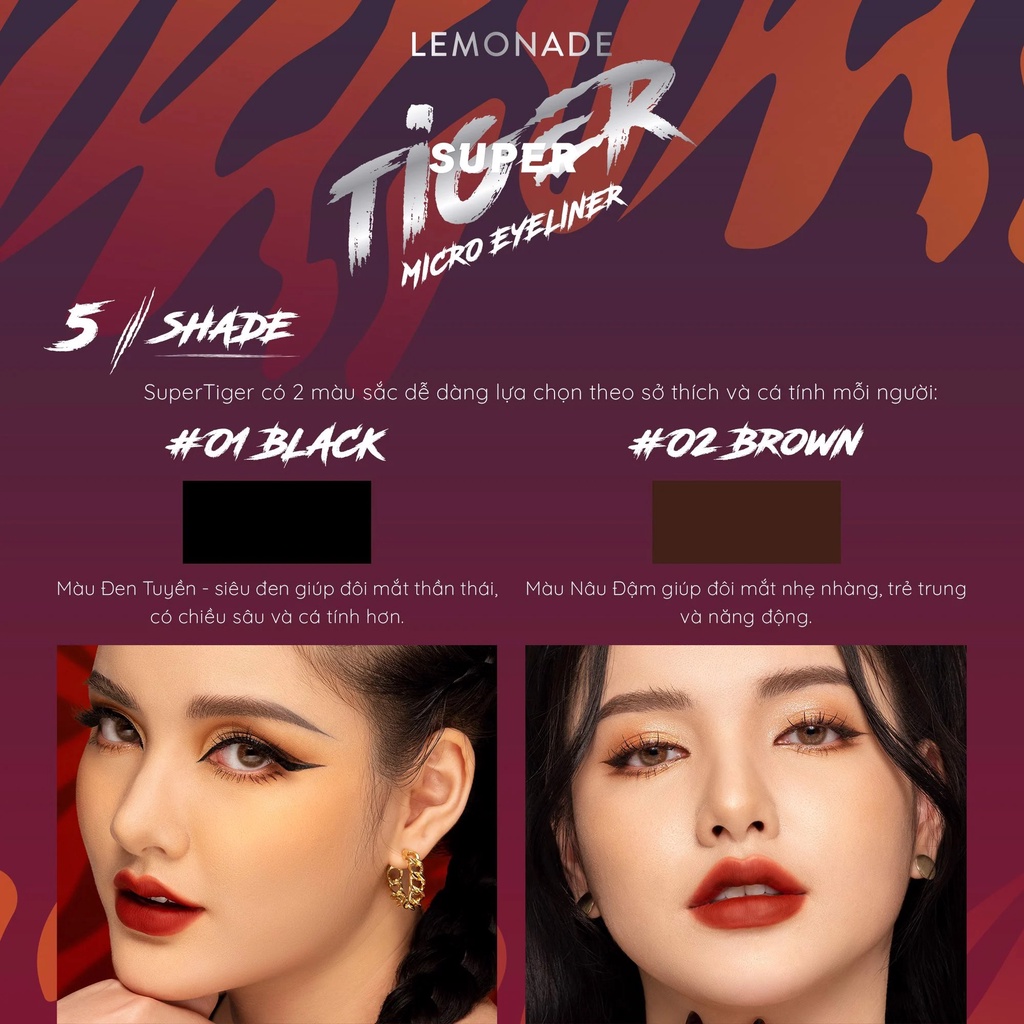 LEMONADE
SUPER
TiGER
MICRO EYELINER
5 // SHADE
SuperTiger có 2 màu sắc dễ dàng lựa chọn theo sở thích và cá tính mỗi người:
#01 BLACK
#02 BROWN
Màu Đen Tuyền - siêu đen giúp đôi mắt thần thái,
có chiều sâu và cá tính hơn.
Màu Nâu Đậm giúp đôi mắt nhẹ nhàng, trẻ trung
và năng động.